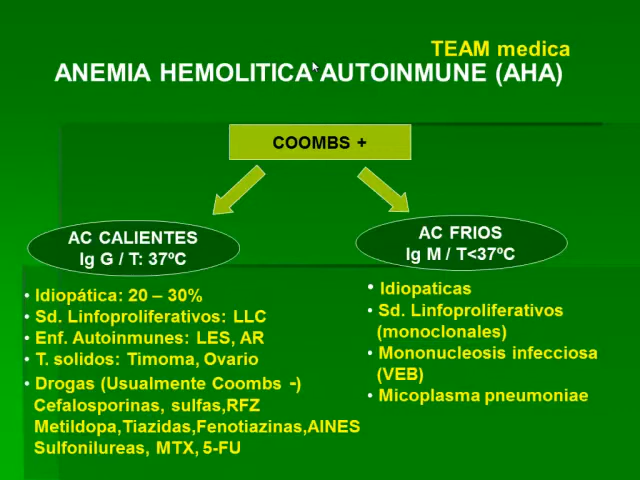 TEAM medica
ANEMIA HEMOLITICA AUTOINMUNE (AHA)
COOMBS +
AC CALIENTES
Ig G / T: 37ºC
• Idiopática: 20 – 30%
• Sd. Linfoproliferativos: LLC
• Enf. Autoinmunes: LES, AR
• T. solidos: Timoma, Ovario
• Drogas (Usualmente Coombs -)
Cefalosporinas, sulfas,RFZ
Metildopa,Tiazidas,Fenotiazinas,AINES
Sulfonilureas, MTX, 5-FU
AC FRIOS
Ig M / T<37ºC
• Idiopaticas
• Sd. Linfoproliferativos
(monoclonales)
• Mononucleosis infecciosa
(VEB)
• Micoplasma pneumoniae